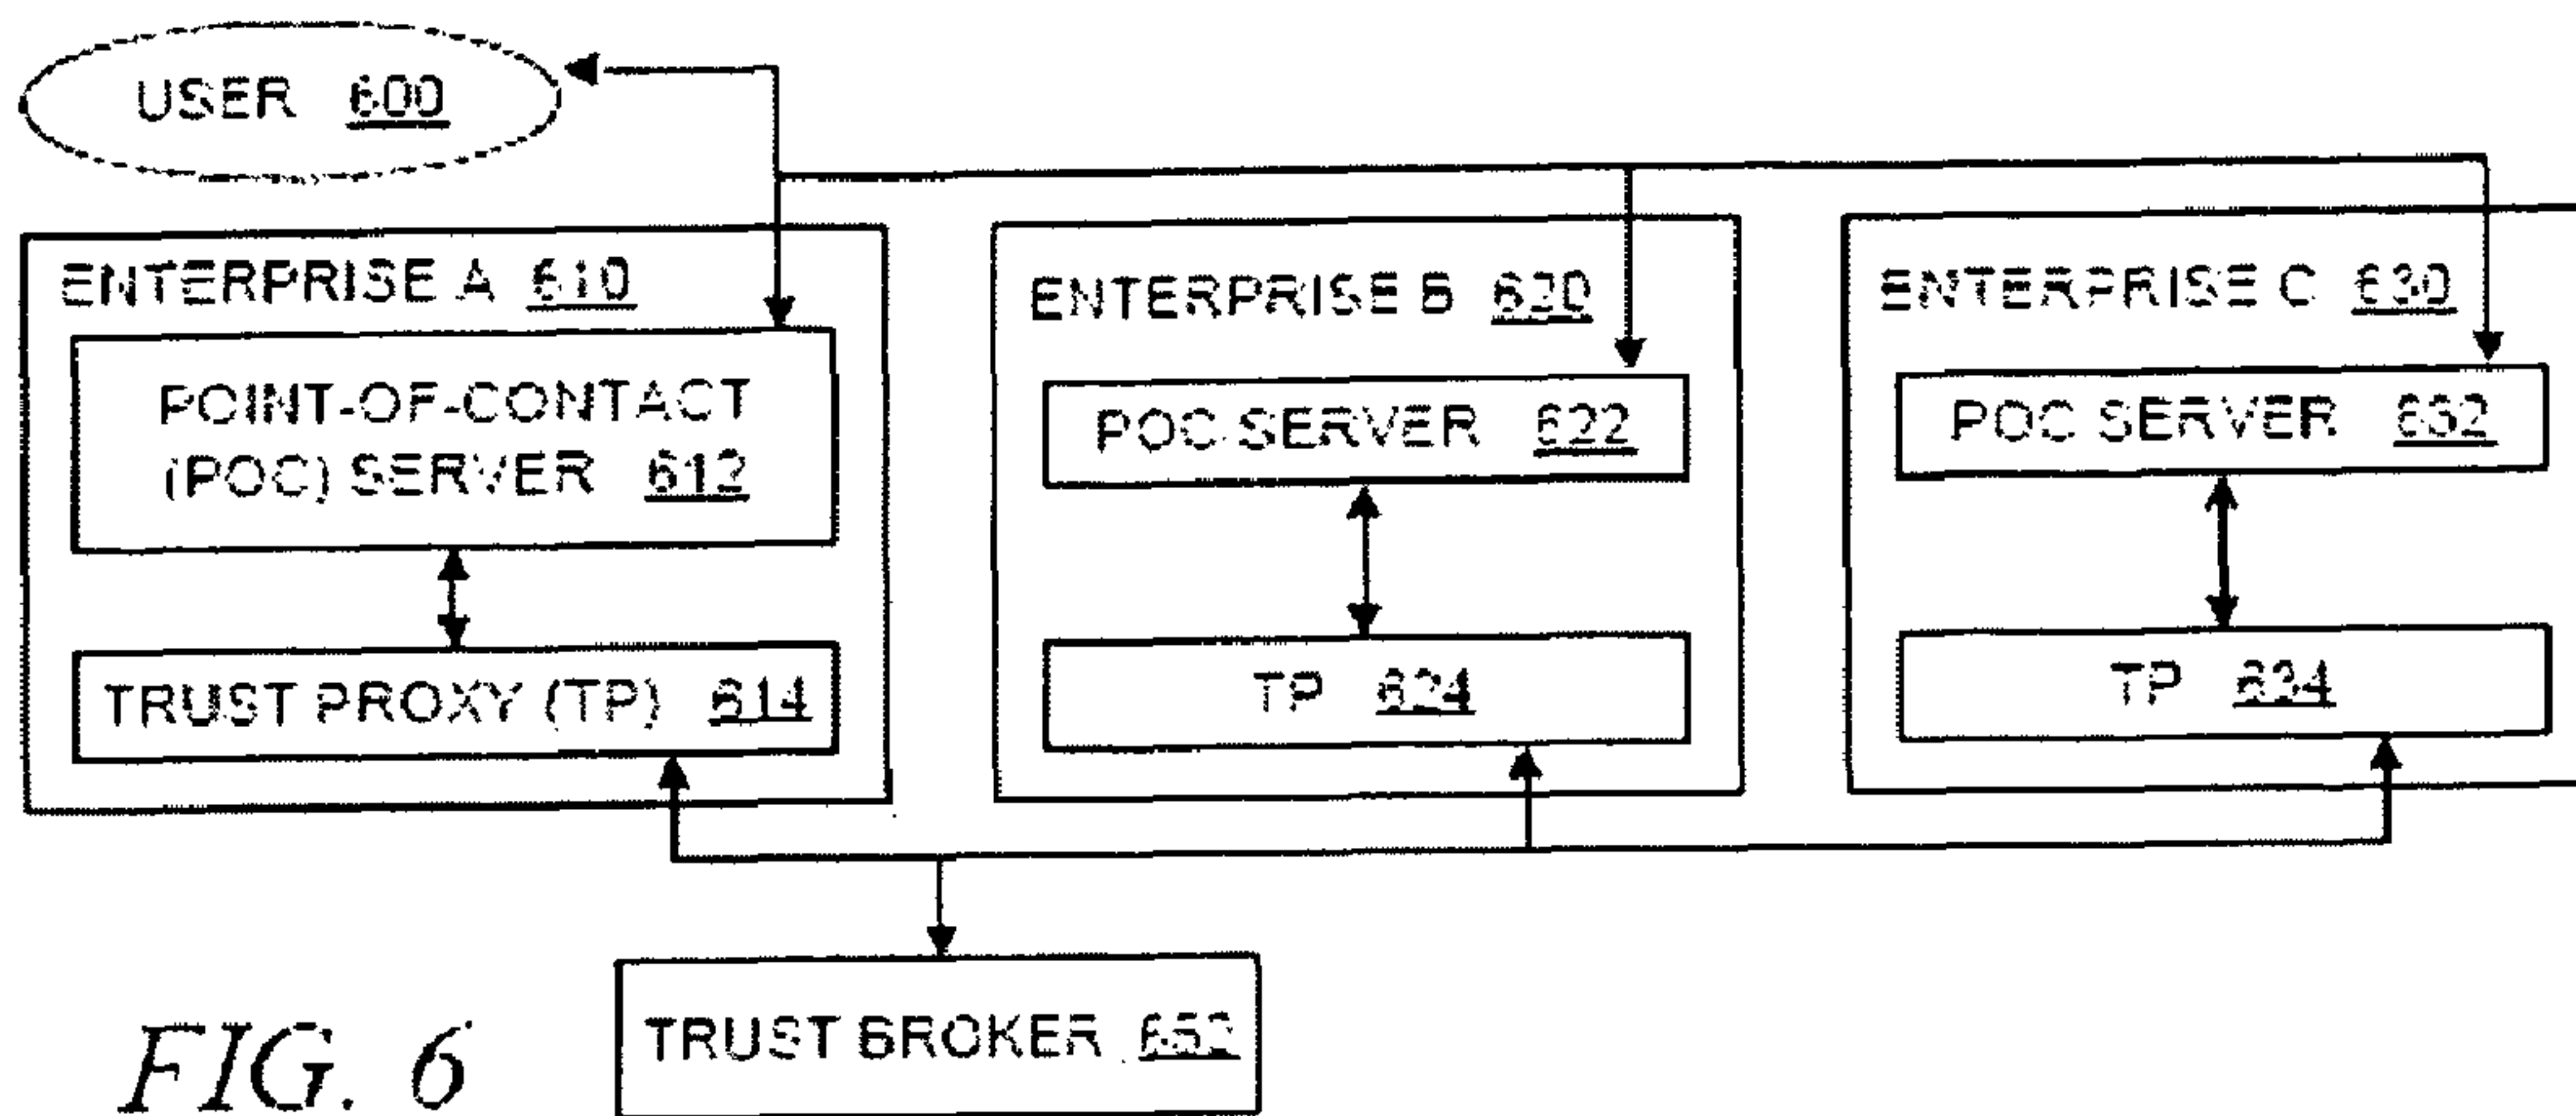 USER 600
ENTERPRISE A 610
POINT-OF-CONTACT
(POC) SERVER 612
TRUST PROXY (TP) 614
ENTERPRISE B 620
POC SERVER 622
TP 624
ENTERPRISE C 630
POC SERVER 632
TP 634
TRUST BROKER
FIG. 6